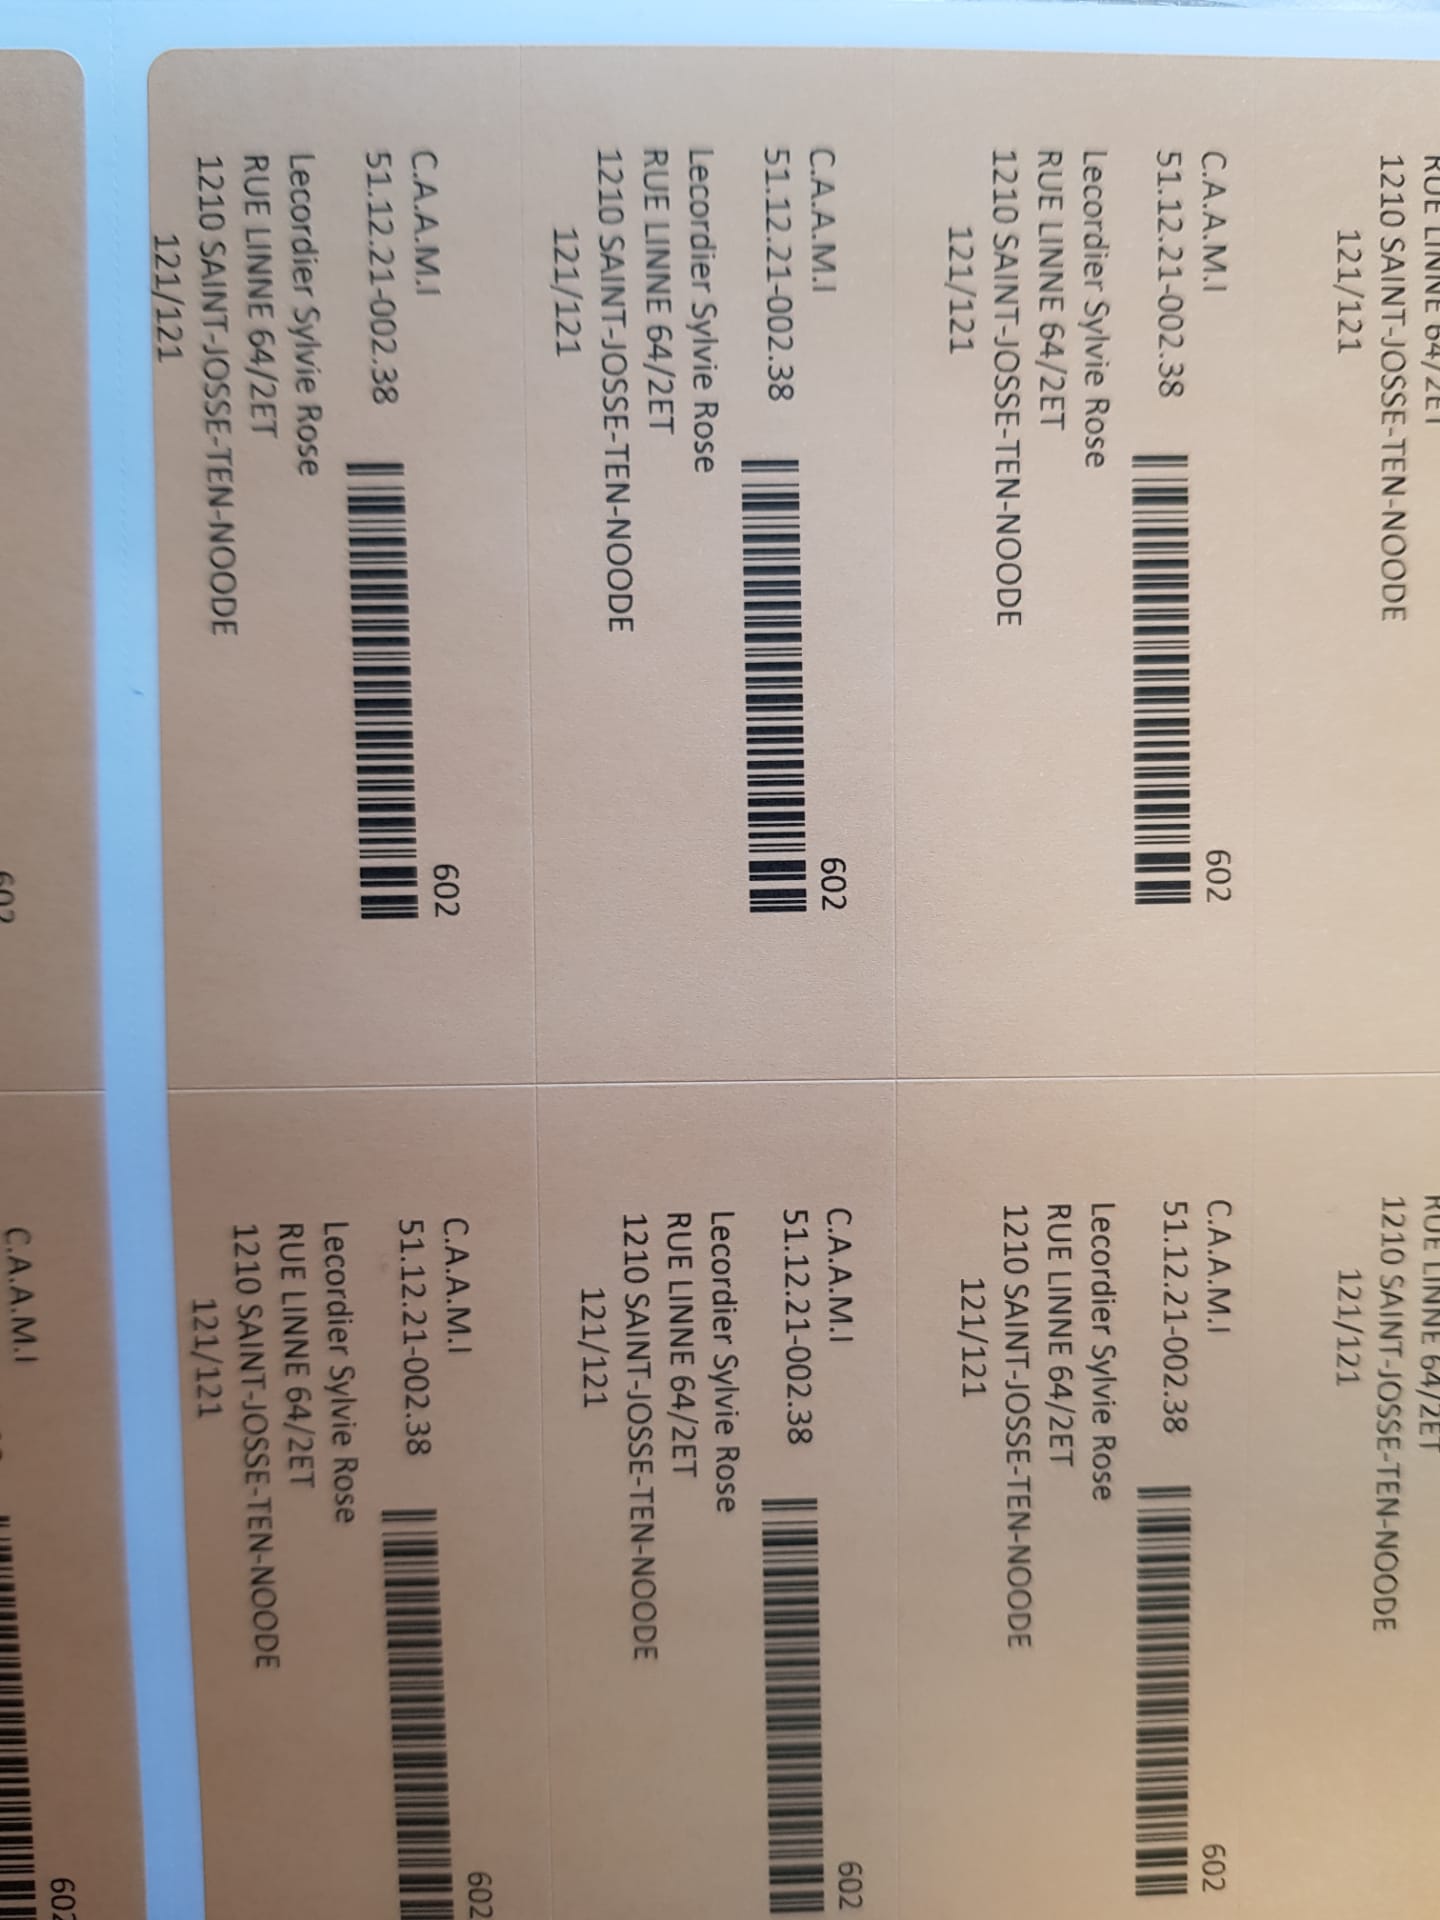 RUE LINNE 64/2ET
1210 SAINT-JOSSE-TEN-NOODE
121/121
RUE LINNE 64/2ET
1210 SAINT-JOSSE-TEN-NOODE
121/121
C.A.A.M.I 602
51.12.21-002.38
Lecordier Sylvie Rose
RUE LINNE 64/2ET
1210 SAINT-JOSSE-TEN-NOODE
121/121
C.A.A.M.I 602
51.12.21-002.38
Lecordier Sylvie Rose
RUE LINNE 64/2ET
1210 SAINT-JOSSE-TEN-NOODE
121/121
C.A.A.M.I 602
51.12.21-002.38
Lecordier Sylvie Rose
RUE LINNE 64/2ET
1210 SAINT-JOSSE-TEN-NOODE
121/121
C.A.A.M.I 602
51.12.21-002.38
Lecordier Sylvie Rose
RUE LINNE 64/2ET
1210 SAINT-JOSSE-TEN-NOODE
121/121
C.A.A.M.I 602
51.12.21-002.38
Lecordier Sylvie Rose
RUE LINNE 64/2ET
1210 SAINT-JOSSE-TEN-NOODE
121/121
C.A.A.M.I 602
51.12.21-002.38
Lecordier Sylvie Rose
RUE LINNE 64/2ET
1210 SAINT-JOSSE-TEN-NOODE
121/121
602
C.A.A.M.I 602